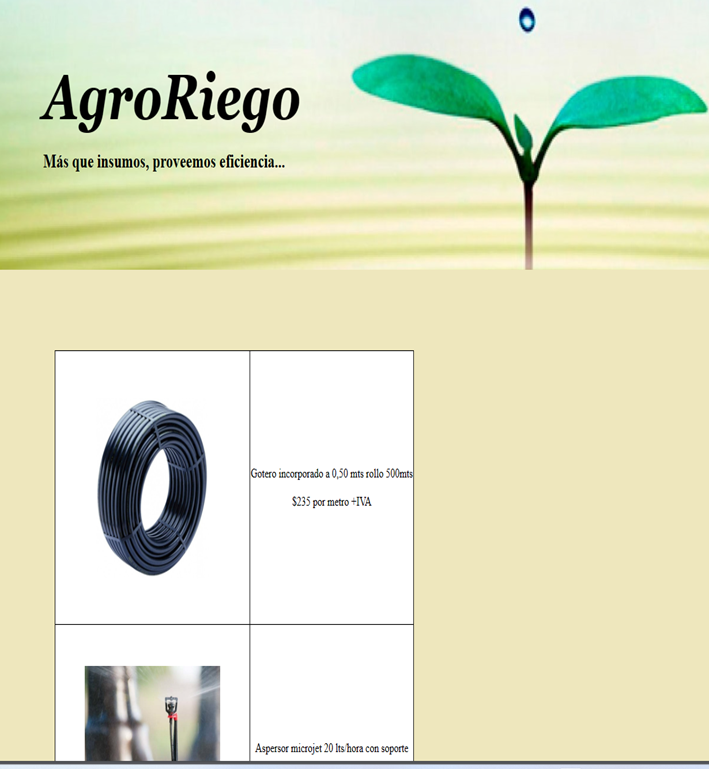 AgroRiego
Más que insumos, proveemos eficiencia...
Gotero incorporado a 0,50 mts rollo 500mts
$235 por metro +IVA
Aspersor microjet 20 lts/hora con soporte